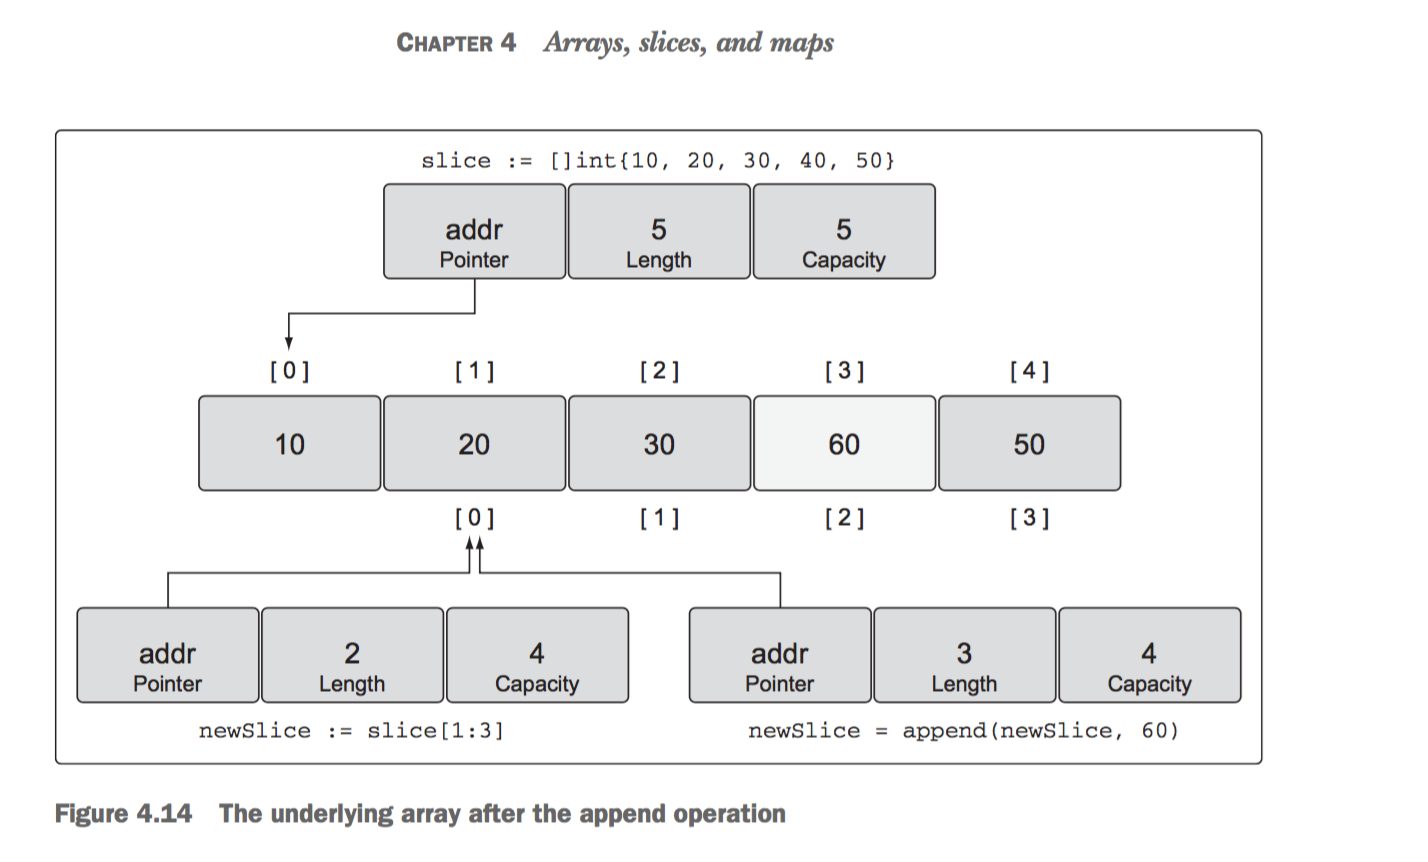 CHAPTER 4 Arrays, slices, and maps
slice := []int{10, 20, 30, 40, 50}
addr 5 5
Pointer Length Capacity
[0] [1] [2] [3] [4]
10 20 30 60 50
[0] [1] [2] [3]
addr 2 4 addr 3 4
Pointer Length Capacity Pointer Length Capacity
newSlice := slice[1:3] newSlice = append(newSlice, 60)
Figure 4.14 The underlying array after the append operation